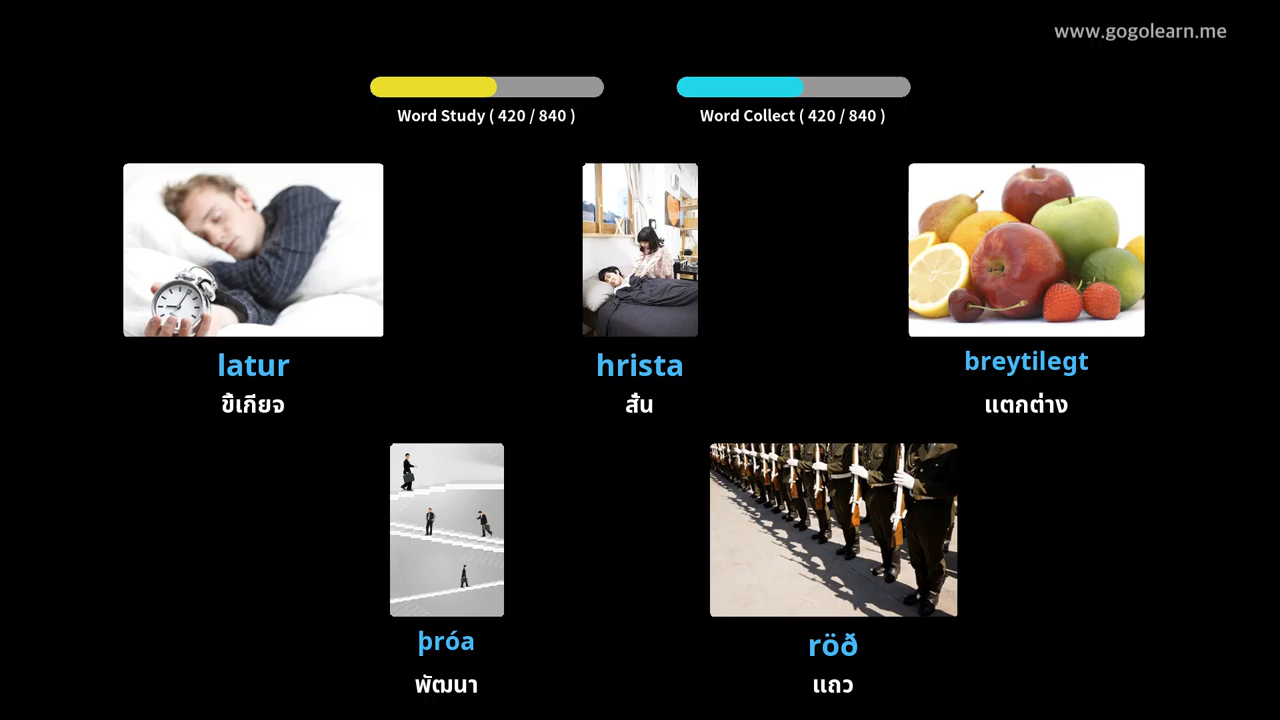 www.gogolearn.me
Word Study ( 420 / 840 )
Word Collect ( 420 / 840 )
latur
hrista
breytilegt
ขี้เกียจ
สั่น
แตกต่าง
þróa
röð
พัฒนา
แถว